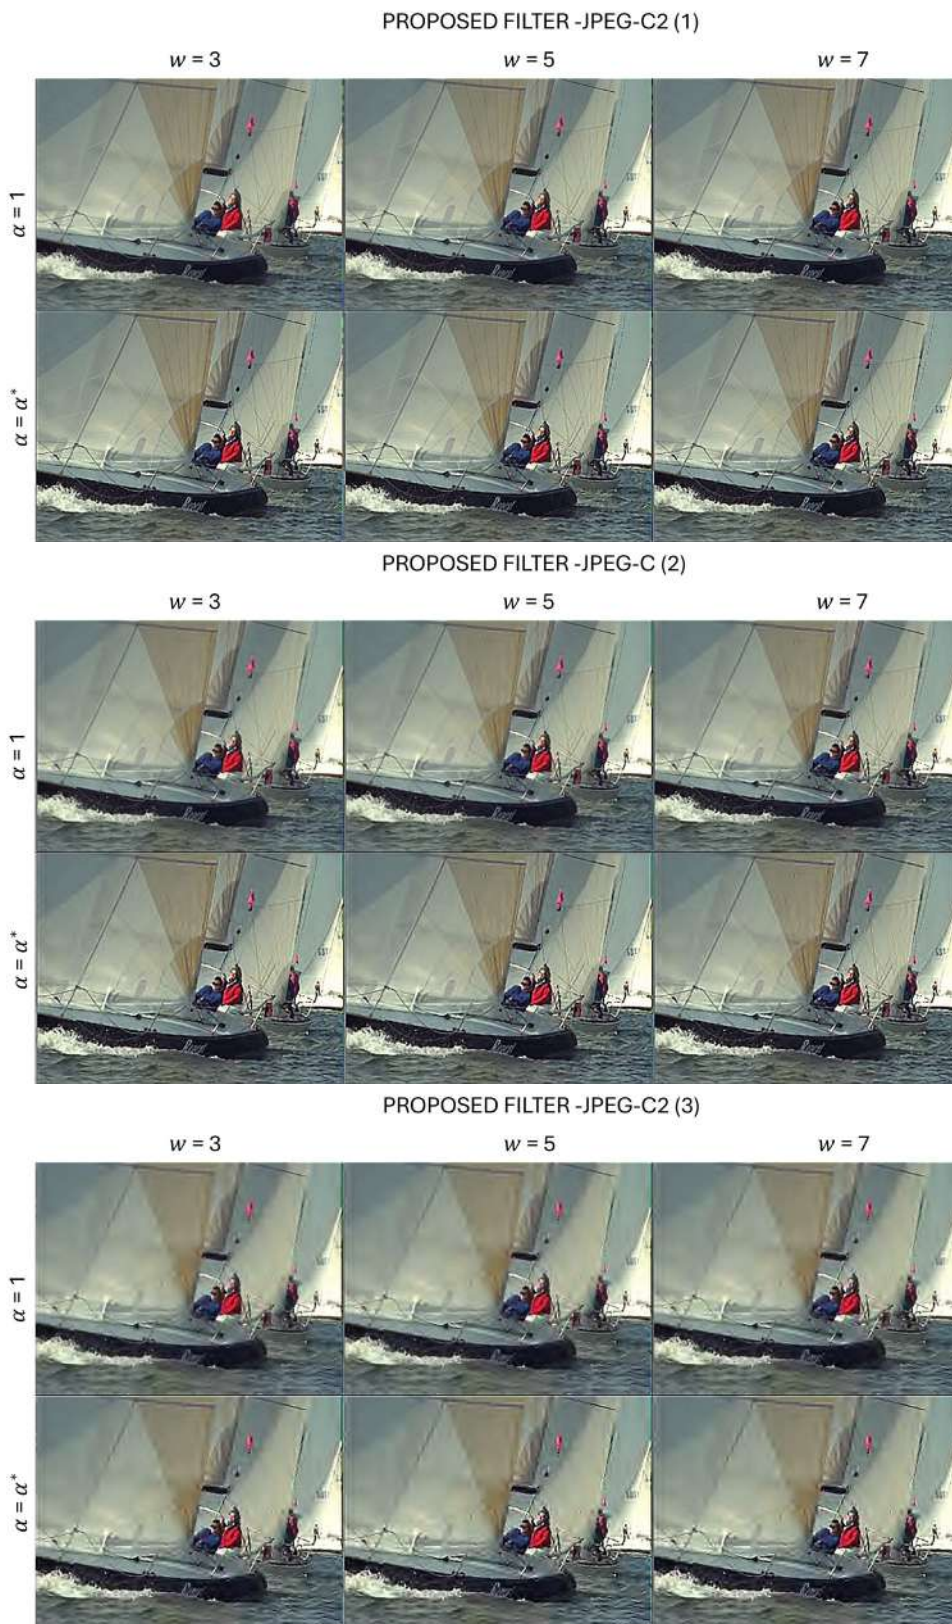 PROPOSED FILTER -JPEG-C2 (1)
w = 3 w = 5 w = 7
α = 1
α = α*
PROPOSED FILTER -JPEG-C (2)
w = 3 w = 5 w = 7
α = 1
α = α*
PROPOSED FILTER -JPEG-C2 (3)
w = 3 w = 5 w = 7
α = 1
α = α*